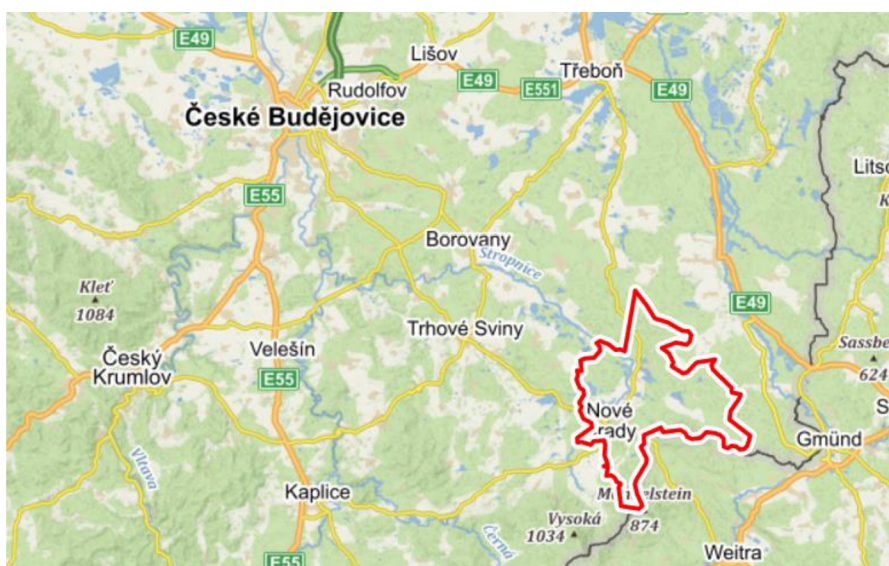 E49
Lišov
Třeboň
E49
E551
E49
Rudolfov
České Budějovice
Litsc
E55
Borovany
Stropnice
Kleť
1084
E49
Trhové Sviny
Velešín
Sassbe
624
Český
Krumlov
E55
Nové
Gmünd
Vltava
Kaplice
874
Vysoká
1034
Černá
Weitra
E55